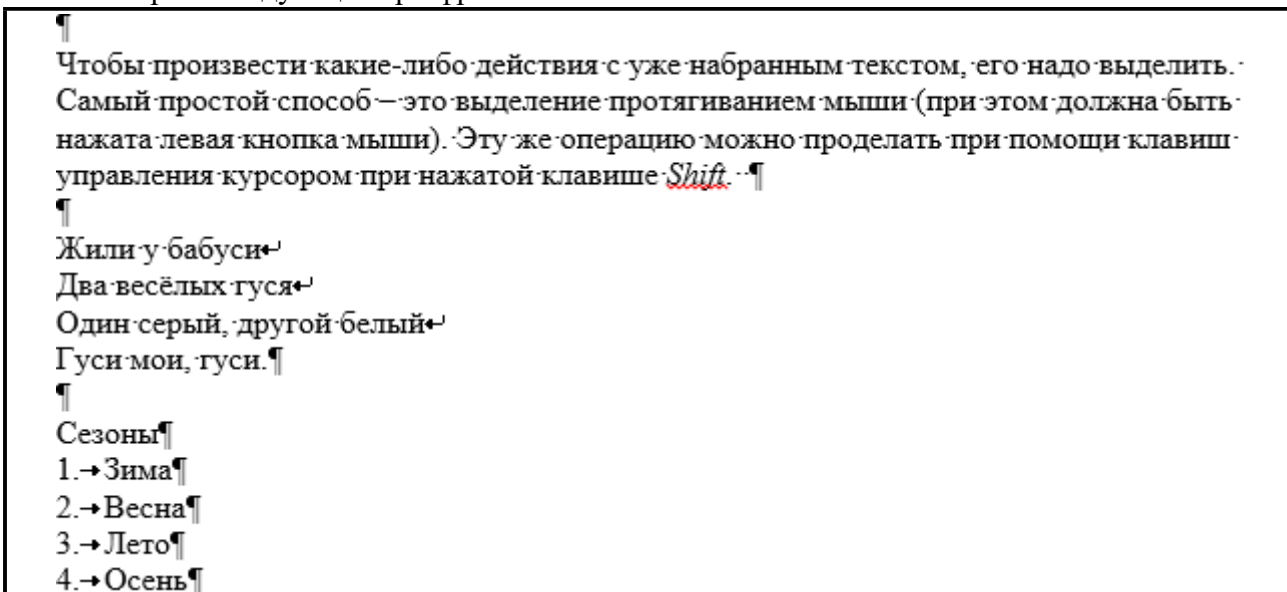 ¶
Чтобы·произвести·какие-либо·действия·с·уже·набранным·текстом,·его·надо·выделить.·
Самый·простой·способ·–·это·выделение·протягиванием·мыши·(при·этом·должна·быть·
нажата·левая·кнопка·мыши).·Эту·же·операцию·можно·проделать·при·помощи·клавиш·
управления·курсором·при·нажатой·клавише·Shift.··¶
¶
Жили·у·бабуси↵
Два·весёлых·гуся↵
Один·серый,·другой·белый↵
Гуси·мои,·гуси.¶
¶
Сезоны¶
1.→Зима¶
2.→Весна¶
3.→Лето¶
4.→Осень¶